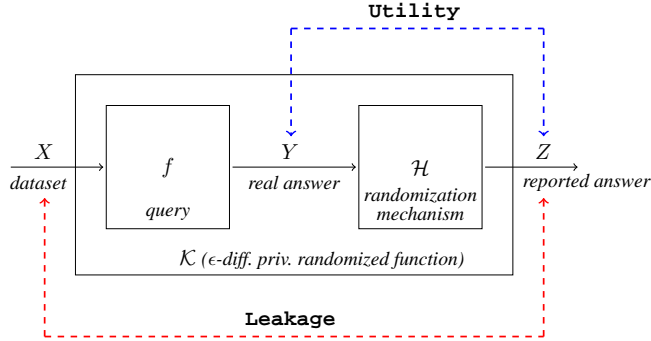 Utility
X
dataset
f
query
Y
real answer
ℋ
randomization
mechanism
Z
reported answer
𝒦 (ϵ-diff. priv. randomized function)
Leakage